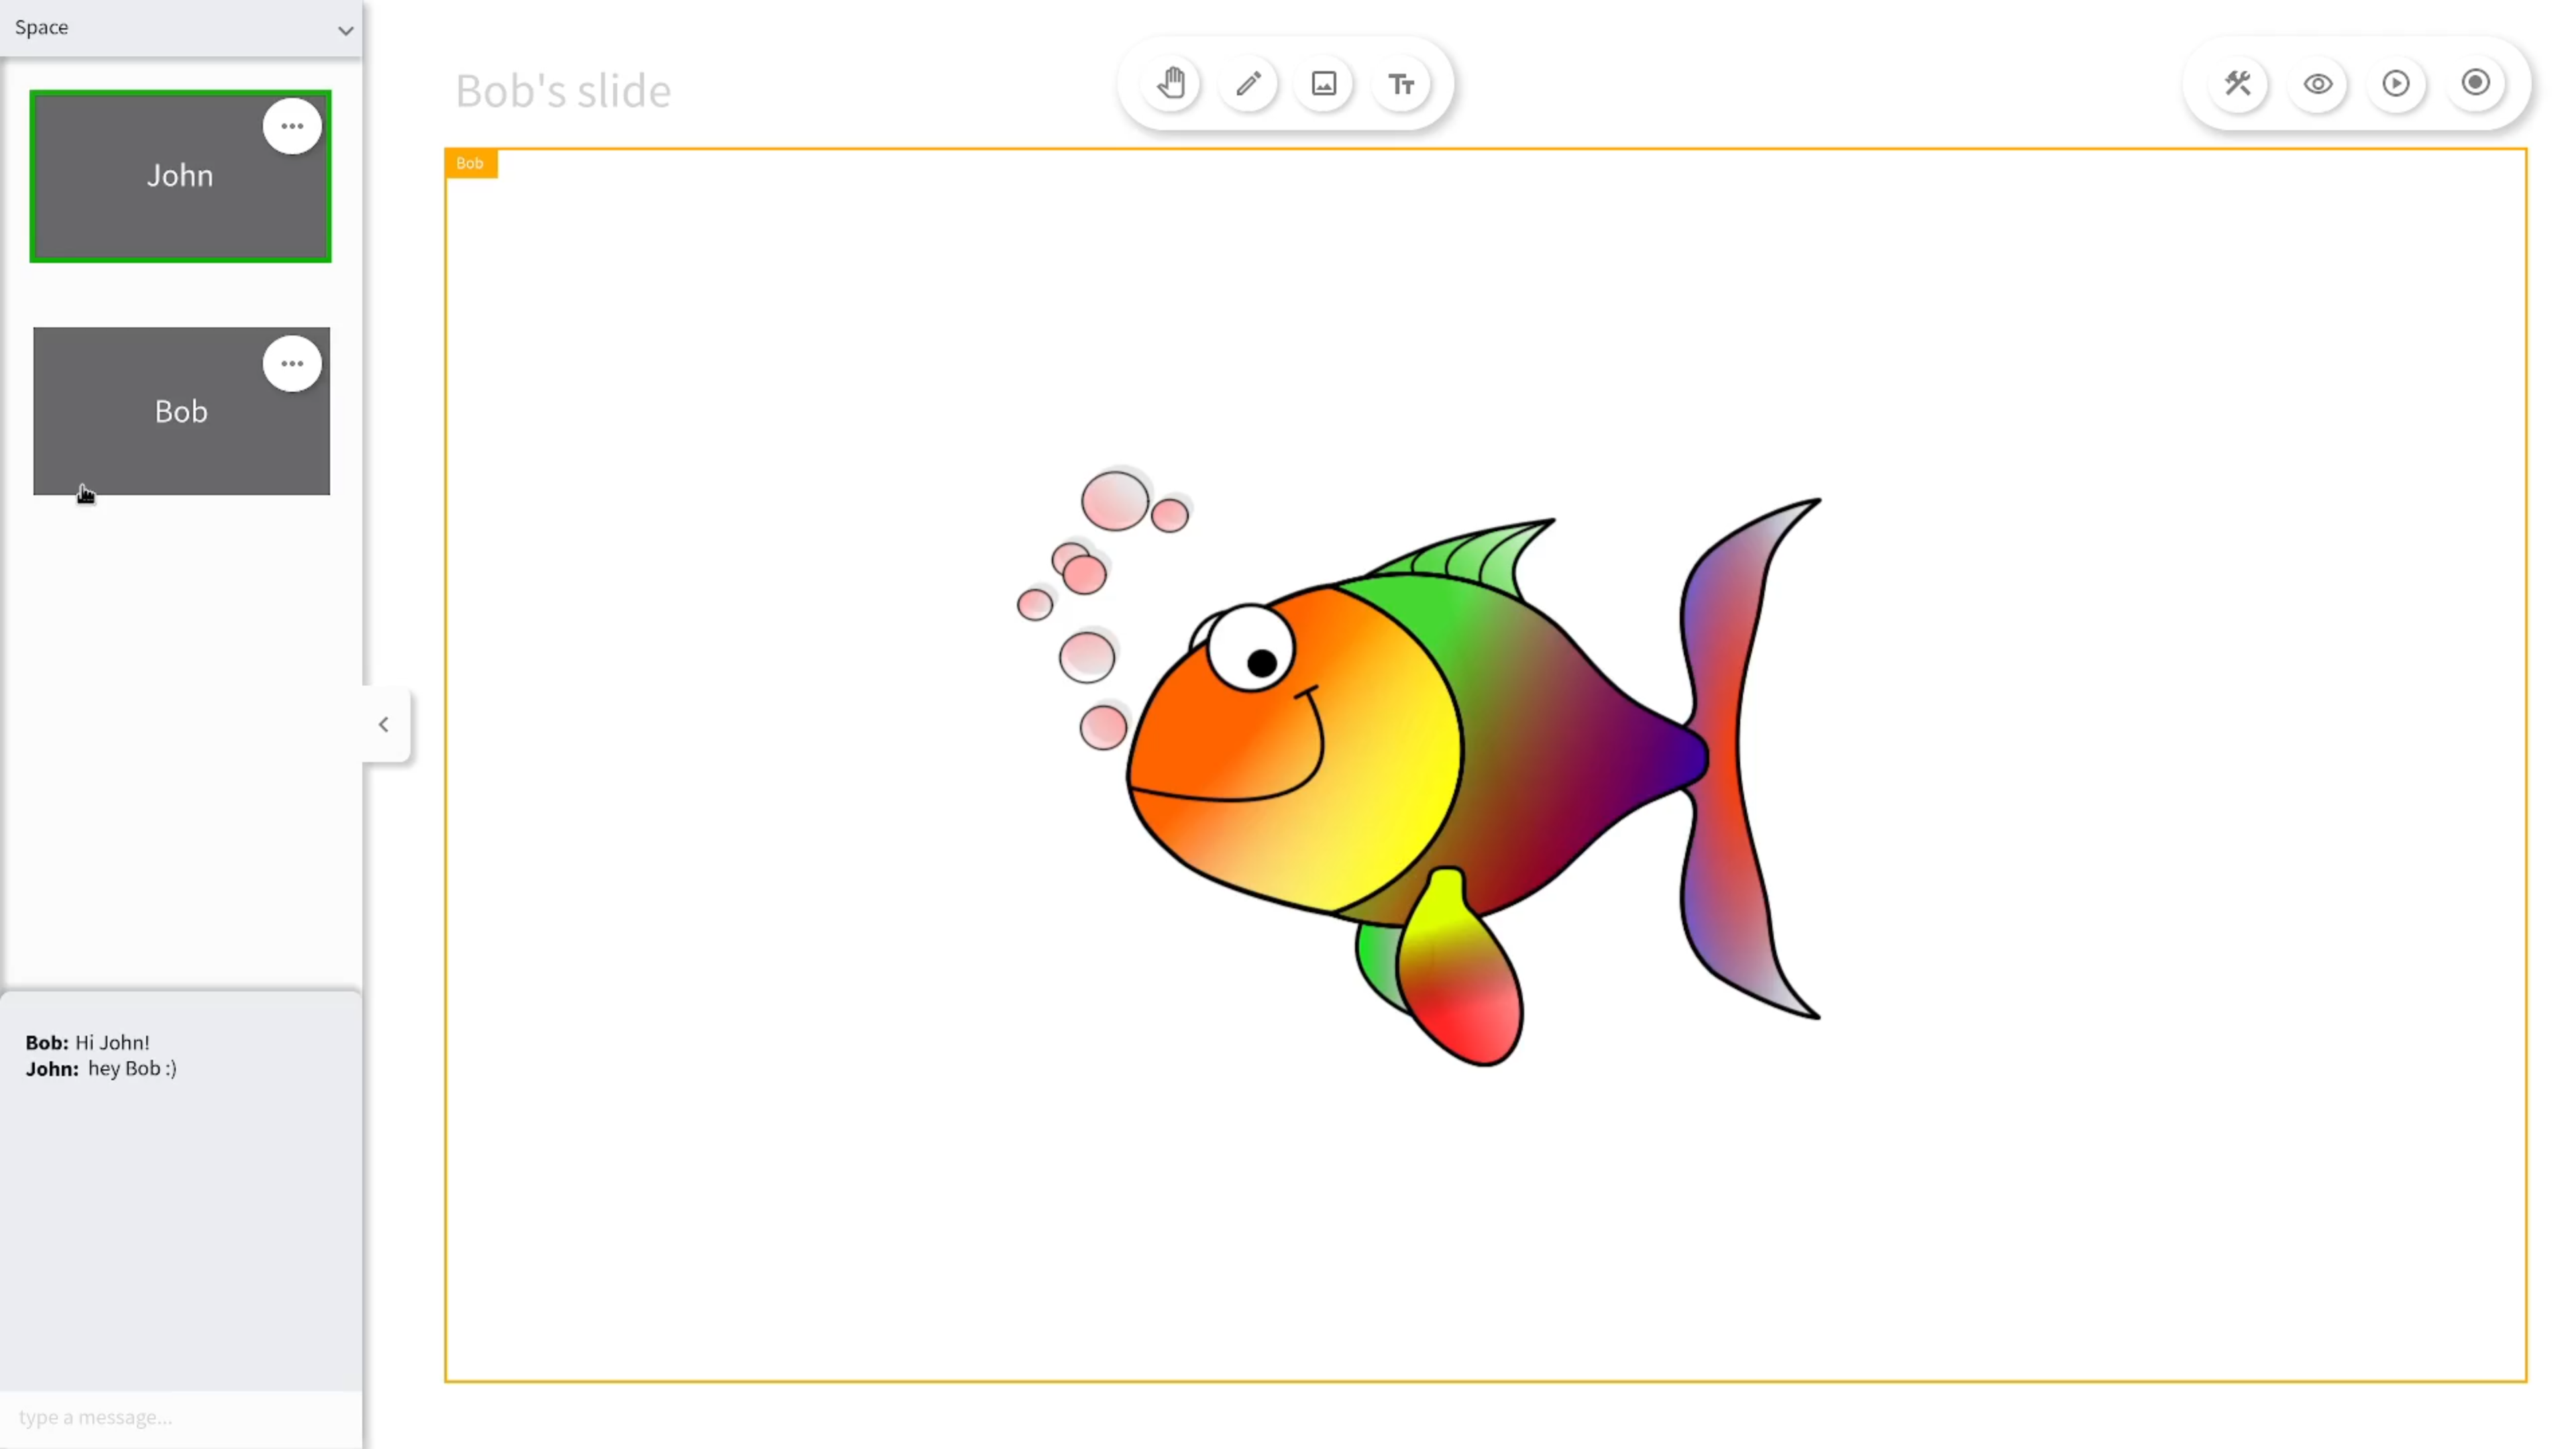 Space
John
Bob
Bob: Hi John!
John: hey Bob :)
type a message...
Bob's slide
Tт
Bob